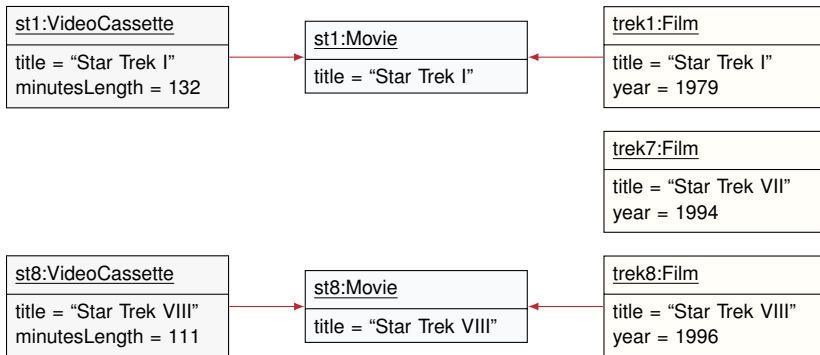 st1:VideoCassette
title = “Star Trek I”
minutesLength = 132
st1:Movie
title = “Star Trek I”
trek1:Film
title = “Star Trek I”
year = 1979
trek7:Film
title = “Star Trek VII”
year = 1994
st8:VideoCassette
title = “Star Trek VIII”
minutesLength = 111
st8:Movie
title = “Star Trek VIII”
trek8:Film
title = “Star Trek VIII”
year = 1996